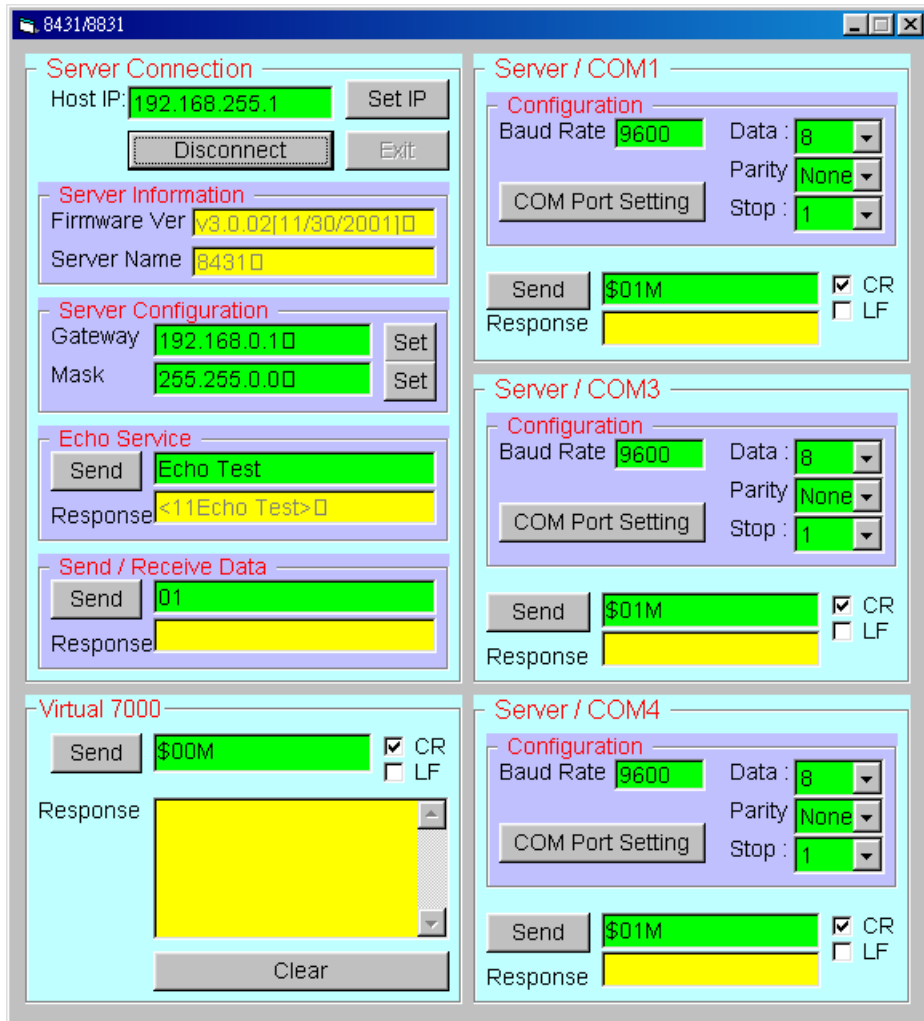 8431/8831
Server Connection
Host IP: 192.168.255.1 Set IP
Disconnect Exit
Server Information
Firmware Ver v3.0.02[11/30/2001]
Server Name 8431
Server Configuration
Gateway 192.168.0.1 Set
Mask 255.255.0.0 Set
Echo Service
Send Echo Test
Response <11Echo Test>
Send / Receive Data
Send 01
Response
Virtual 7000
Send $00M CR
LF
Response
Clear
Server / COM1
Configuration
Baud Rate 9600 Data : 8
Parity None
COM Port Setting Stop : 1
Send $01M CR
LF
Response
Server / COM3
Configuration
Baud Rate 9600 Data : 8
Parity None
COM Port Setting Stop : 1
Send $01M CR
LF
Response
Server / COM4
Configuration
Baud Rate 9600 Data : 8
Parity None
COM Port Setting Stop : 1
Send $01M CR
LF
Response